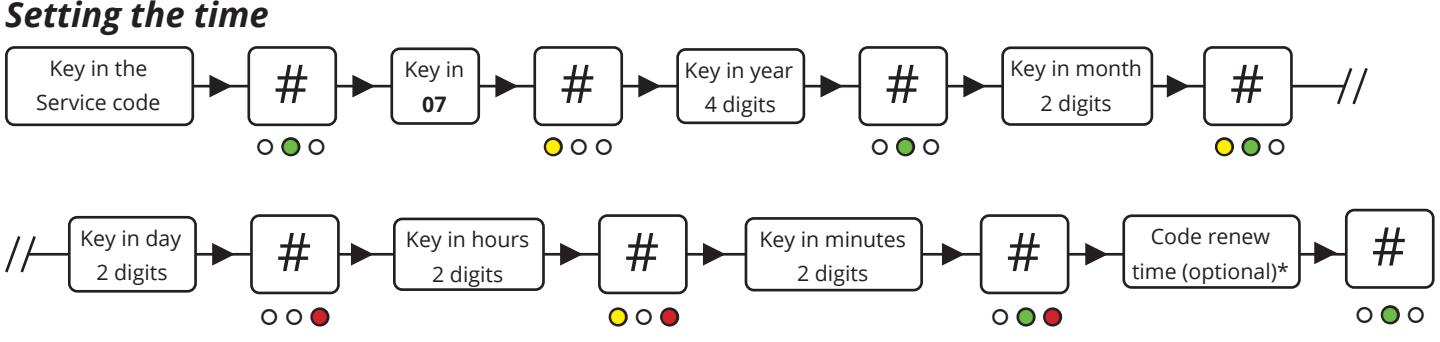 Setting the time
Key in the
Service code
#
Key in
07
#
Key in year
4 digits
#
Key in month
2 digits
#
//
//
Key in day
2 digits
#
Key in hours
2 digits
#
Key in minutes
2 digits
#
Code renew
time (optional)*
#